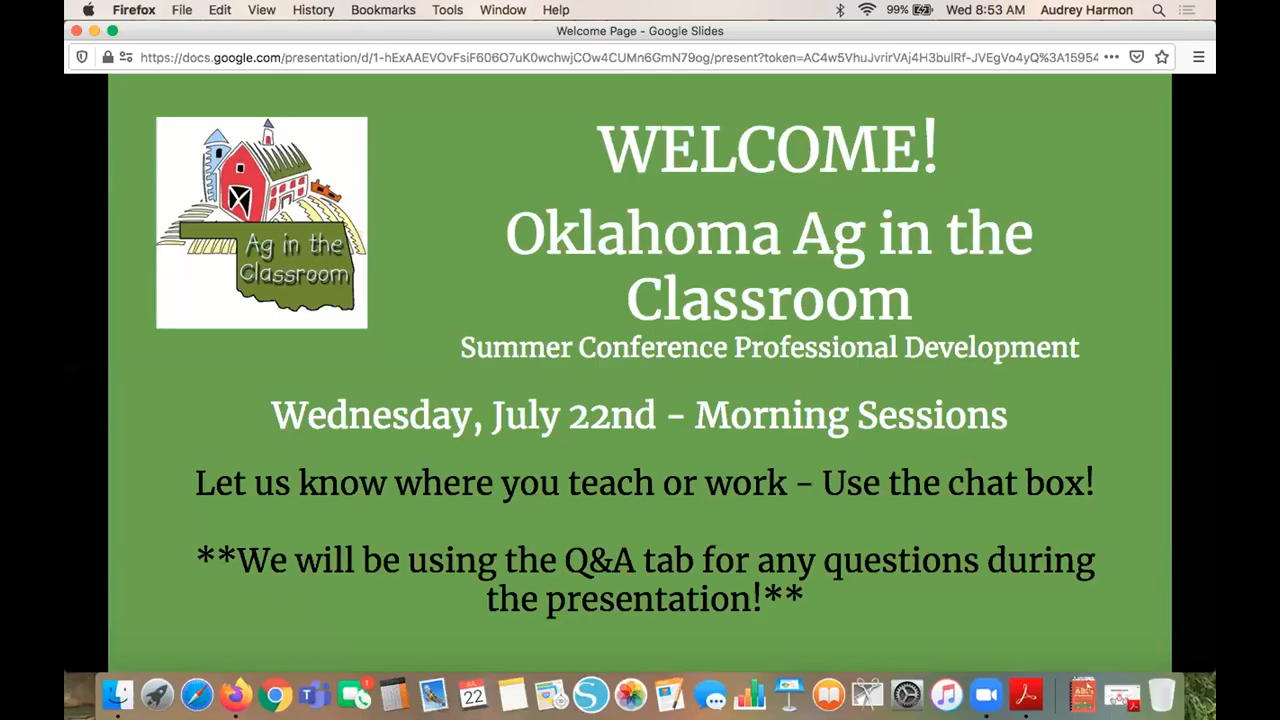 Firefox File Edit View History Bookmarks Tools Window Help 99% Wed 8:53 AM Audrey Harmon
Welcome Page - Google Slides
WELCOME!
Oklahoma Ag in the
Classroom
Summer Conference Professional Development
Ag in the
Classroom
Wednesday, July 22nd - Morning Sessions
Let us know where you teach or work - Use the chat box!
**We will be using the Q&A tab for any questions during
the presentation!**
JUL
22
1